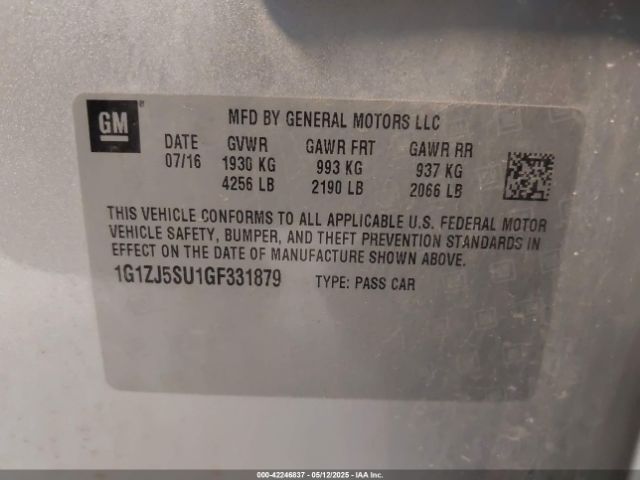 GM
MFD BY GENERAL MOTORS LLC
DATE GVWR GAWR FRT GAWR RR
07/16 1930 KG 993 KG 937 KG
4256 LB 2190 LB 2066 LB
THIS VEHICLE CONFORMS TO ALL APPLICABLE U.S. FEDERAL MOTOR
VEHICLE SAFETY, BUMPER, AND THEFT PREVENTION STANDARDS IN
EFFECT ON THE DATE OF MANUFACTURE SHOWN ABOVE.
1G1ZJ5SU1GF331879 TYPE: PASS CAR
000-42246837 - 05/12/2025 - IAA Inc.